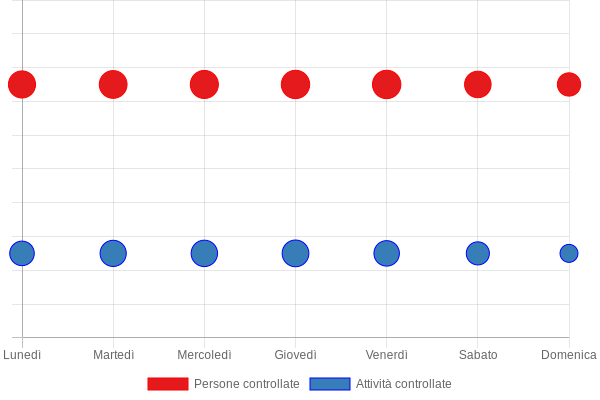 Lunedì Martedì Mercoledì Giovedì Venerdì Sabato Domenica
Persone controllate Attività controllate